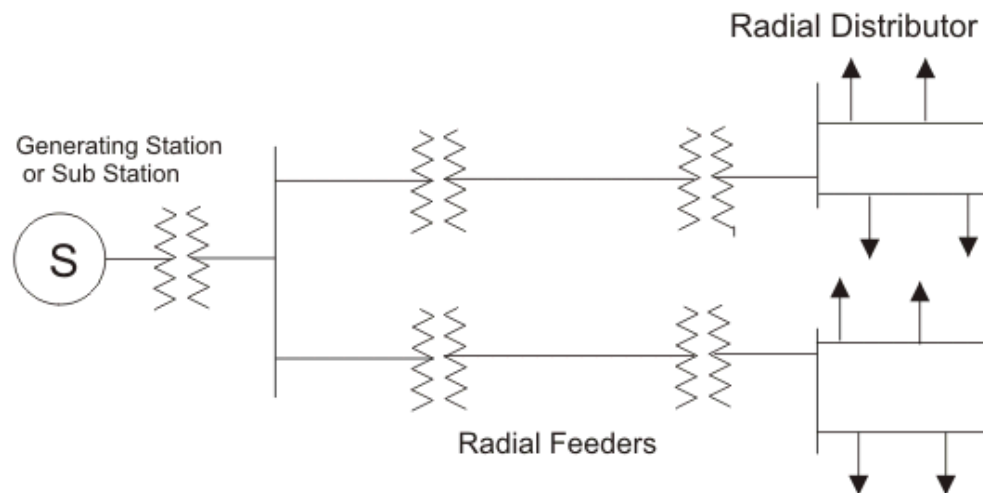 Radial Distributor
Generating Station
or Sub Station
S
Radial Feeders